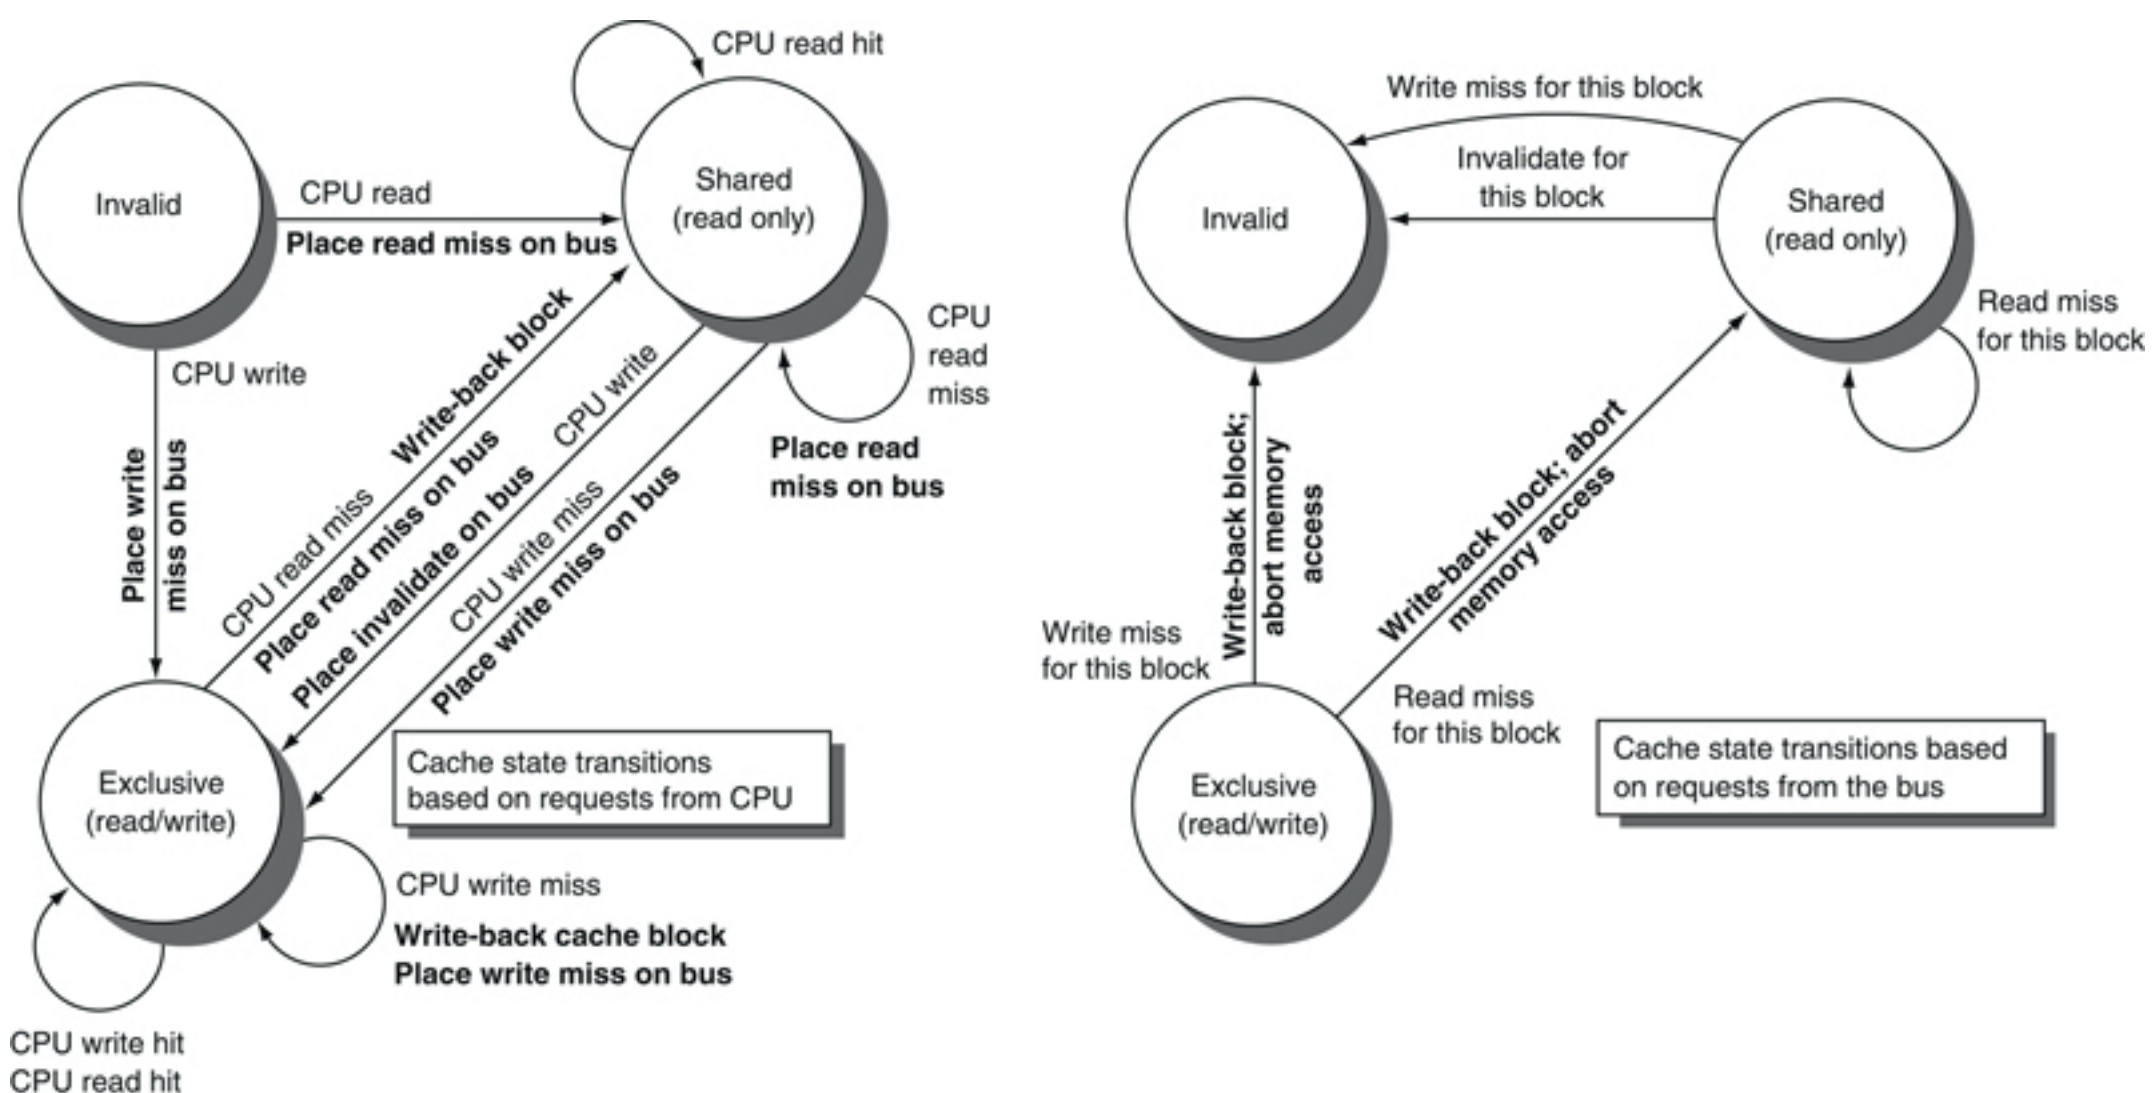 CPU read hit
Invalid
Shared
(read only)
CPU read
Place read miss on bus
CPU write
Place write
miss on bus
CPU
read
miss
Place read
miss on bus
CPU read miss
Write-back block
Place read miss on bus
Place invalidate on bus
CPU write
CPU write miss
Place write miss on bus
Exclusive
(read/write)
Cache state transitions
based on requests from CPU
CPU write miss
Write-back cache block
Place write miss on bus
CPU write hit
CPU read hit
Write miss for this block
Invalidate for
this block
Invalid
Shared
(read only)
Read miss
for this block
Write-back block;
abort memory
access
Write-back block; abort
memory access
Write miss
for this block
Read miss
for this block
Exclusive
(read/write)
Cache state transitions based
on requests from the bus